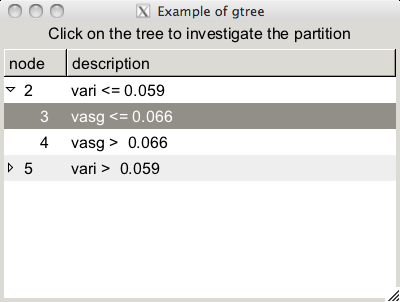 Example of gtree
Click on the tree to investigate the partition
node description
2 vari <= 0.059
3 vasg <= 0.066
4 vasg > 0.066
5 vari > 0.059